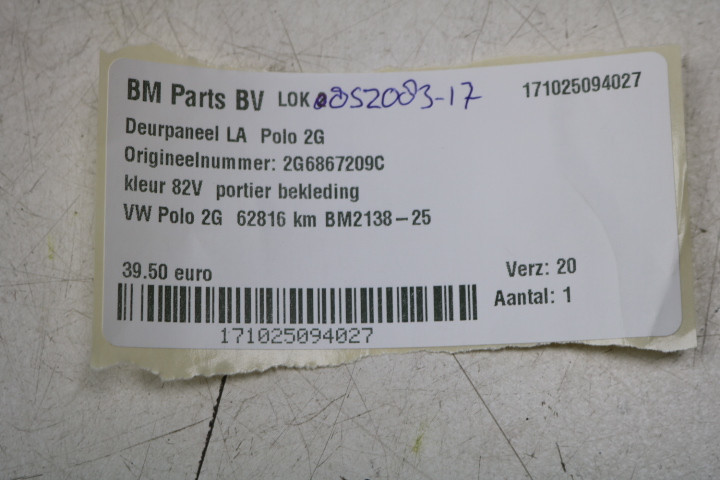 BM Parts BV LOK 0852083-17 171025094027
Deurpaneel LA Polo 2G
Origineelnummer: 2G6867209C
kleur 82V portier bekleding
VW Polo 2G 62816 km BM2138-25
39.50 euro Verz: 20
Aantal: 1
171025094027